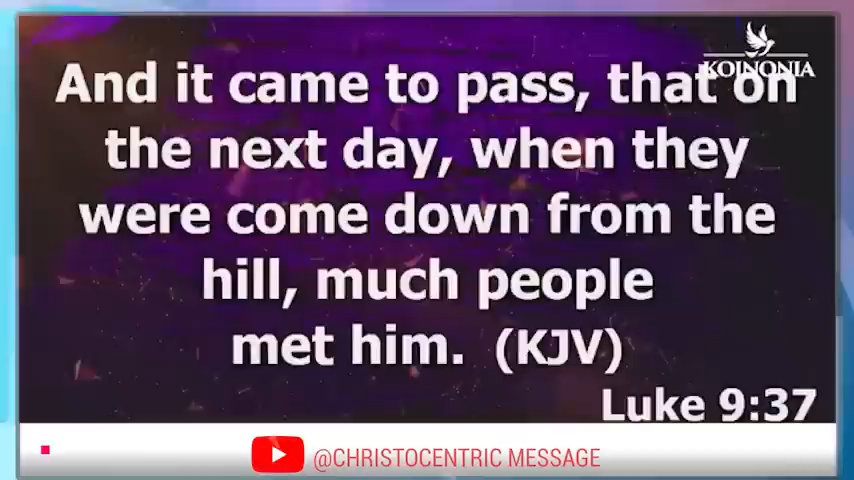 KOINONIA
And it came to pass, that on
the next day, when they
were come down from the
hill, much people
met him. (KJV)
Luke 9:37
@CHRISTOCENTRIC MESSAGE